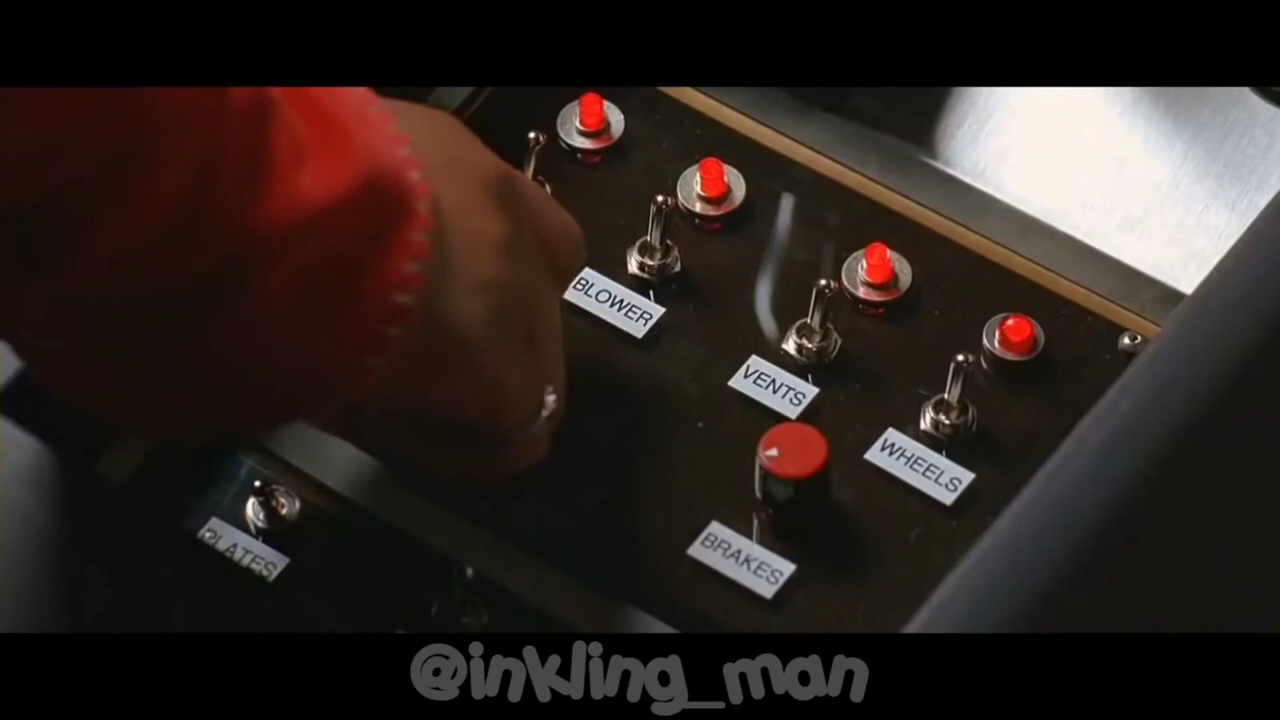 BLOWER
VENTS
WHEELS
BRAKES
PLATES
@inkling_man